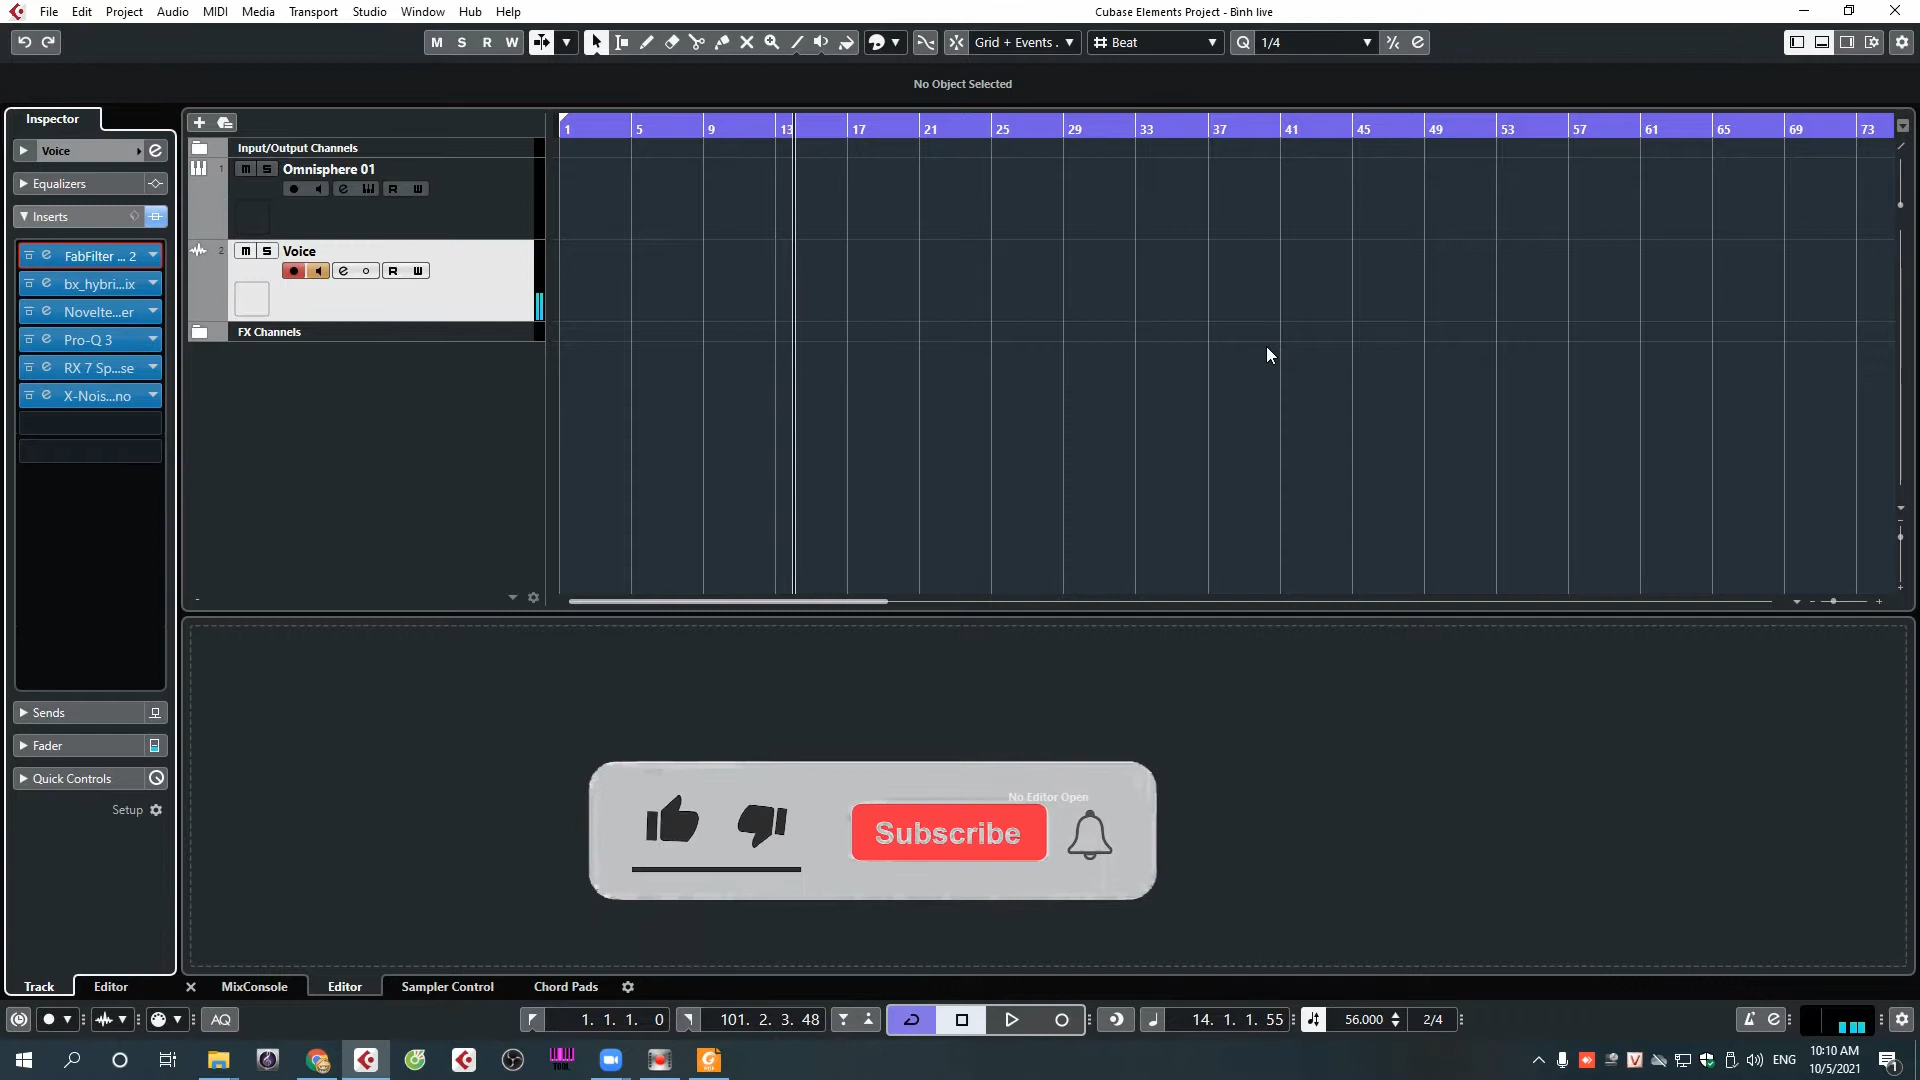 File Edit Project Audio MIDI Media Transport Studio Window Hub Help
Cubase Elements Project - Bình live
M S R W
Grid + Events .
Beat
Q 1/4
No Object Selected
Inspector
Voice
Equalizers
Inserts
FabFilter ... 2
bx_hybri...ix
Novelte...er
Pro-Q 3
RX 7 Sp...se
X-Nois...no
Sends
Fader
Quick Controls
Setup
1 5 9 13 17 21 25 29 33 37 41 45 49 53 57 61 65 69 73
Input/Output Channels
1 M S Omnisphere 01
R W
2 M S Voice
R W
FX Channels
No Editor Open
Subscribe
Track Editor MixConsole Editor Sampler Control Chord Pads
AQ 1. 1. 1. 0 101. 2. 3. 48 14. 1. 1. 55 56.000 2/4
ENG
10:10 AM
10/5/2021